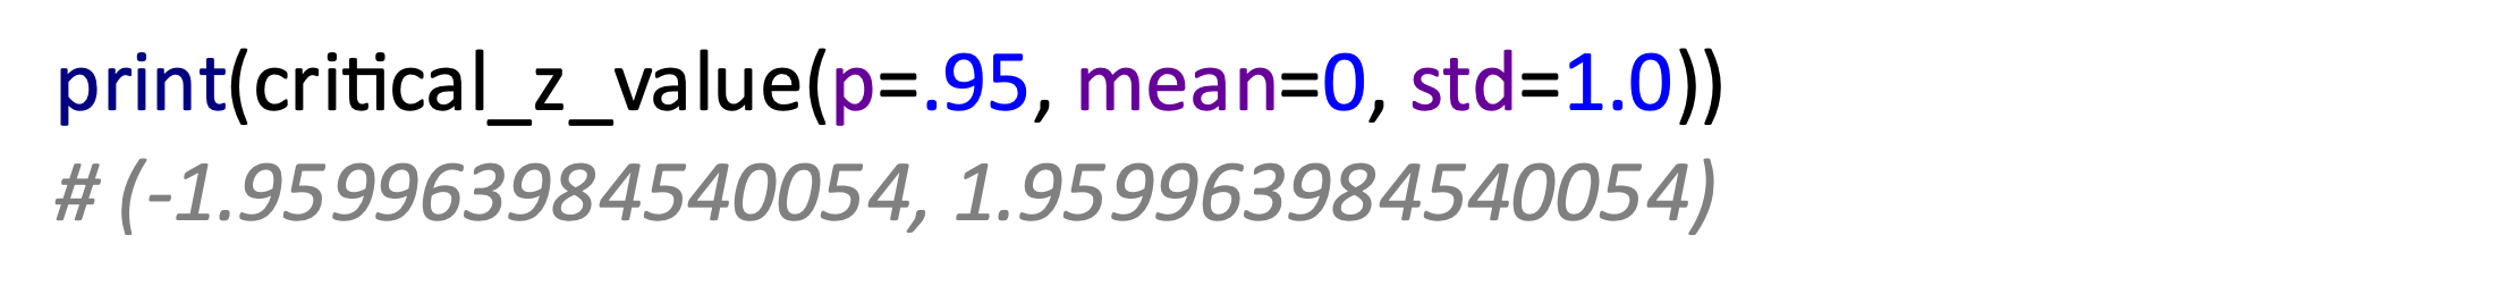 print(critical_z_value(p=.95, mean=0, std=1.0))
# (-1.959963984540054, 1.959963984540054)